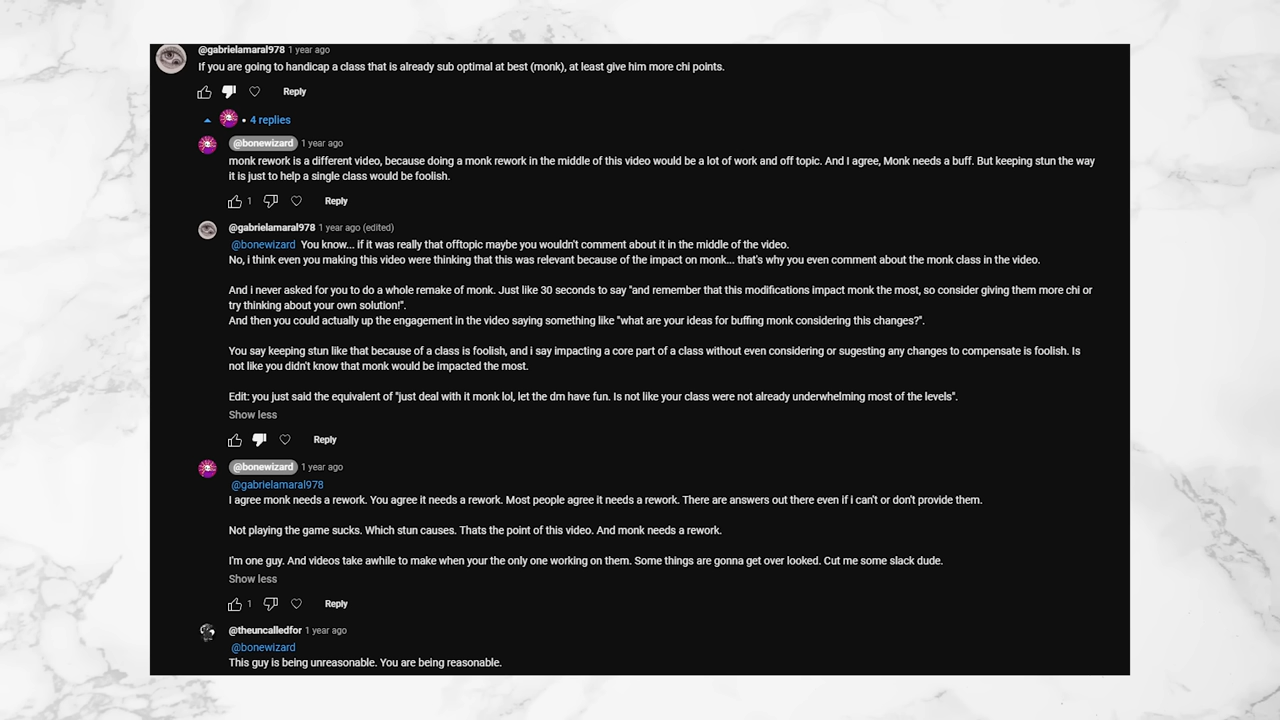 @gabrielamaral978 1 year ago
If you are going to handicap a class that is already sub optimal at best (monk), at least give him more chi points.
Reply
4 replies
@bonewizard 1 year ago
monk rework is a different video, because doing a monk rework in the middle of this video would be a lot of work and off topic. And I agree, Monk needs a buff. But keeping stun the way
it is just to help a single class would be foolish.
1 Reply
@gabrielamaral978 1 year ago (edited)
@bonewizard You know... if it was really that offtopic maybe you wouldn't comment about it in the middle of the video.
No, i think even you making this video were thinking that this was relevant because of the impact on monk... that's why you even comment about the monk class in the video.
And i never asked for you to do a whole remake of monk. Just like 30 seconds to say "and remember that this modifications impact monk the most, so consider giving them more chi or
try thinking about your own solution!".
And then you could actually up the engagement in the video saying something like "what are your ideas for buffing monk considering this changes?".
You say keeping stun like that because of a class is foolish, and i say impacting a core part of a class without even considering or sugesting any changes to compensate is foolish. Is
not like you didn't know that monk would be impacted the most.
Edit: you just said the equivalent of "just deal with it monk lol, let the dm have fun. Is not like your class were not already underwhelming most of the levels".
Show less
Reply
@bonewizard 1 year ago
@gabrielamaral978
I agree monk needs a rework. You agree it needs a rework. Most people agree it needs a rework. There are answers out there even if i can't or don't provide them.
Not playing the game sucks. Which stun causes. Thats the point of this video. And monk needs a rework.
I'm one guy. And videos take awhile to make when your the only one working on them. Some things are gonna get over looked. Cut me some slack dude.
Show less
1 Reply
@theuncalledfor 1 year ago
@bonewizard
This guy is being unreasonable. You are being reasonable.